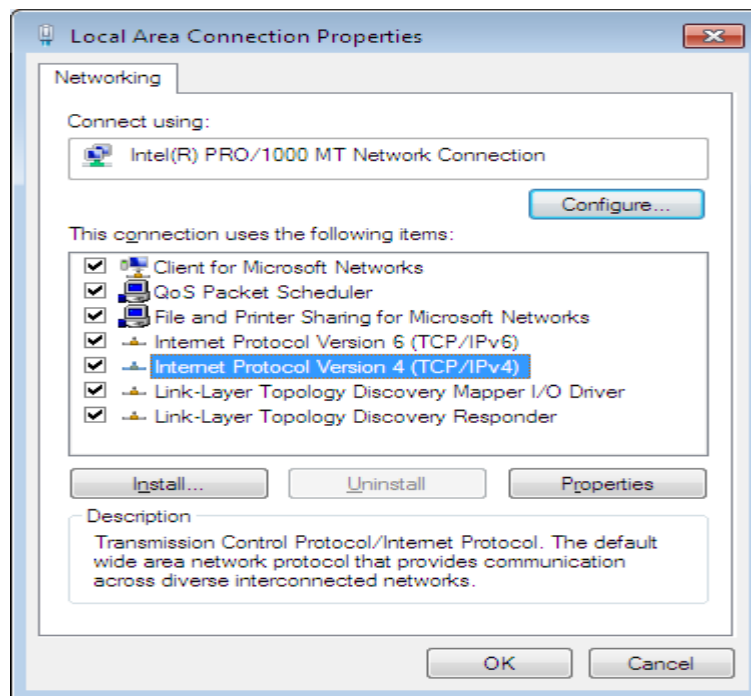 Local Area Connection Properties
Networking
Connect using:
Intel(R) PRO/1000 MT Network Connection
Configure...
This connection uses the following items:
Client for Microsoft Networks
QoS Packet Scheduler
File and Printer Sharing for Microsoft Networks
Internet Protocol Version 6 (TCP/IPv6)
Internet Protocol Version 4 (TCP/IPv4)
Link-Layer Topology Discovery Mapper I/O Driver
Link-Layer Topology Discovery Responder
Install... Uninstall Properties
Description
Transmission Control Protocol/Internet Protocol. The default
wide area network protocol that provides communication
across diverse interconnected networks.
OK Cancel